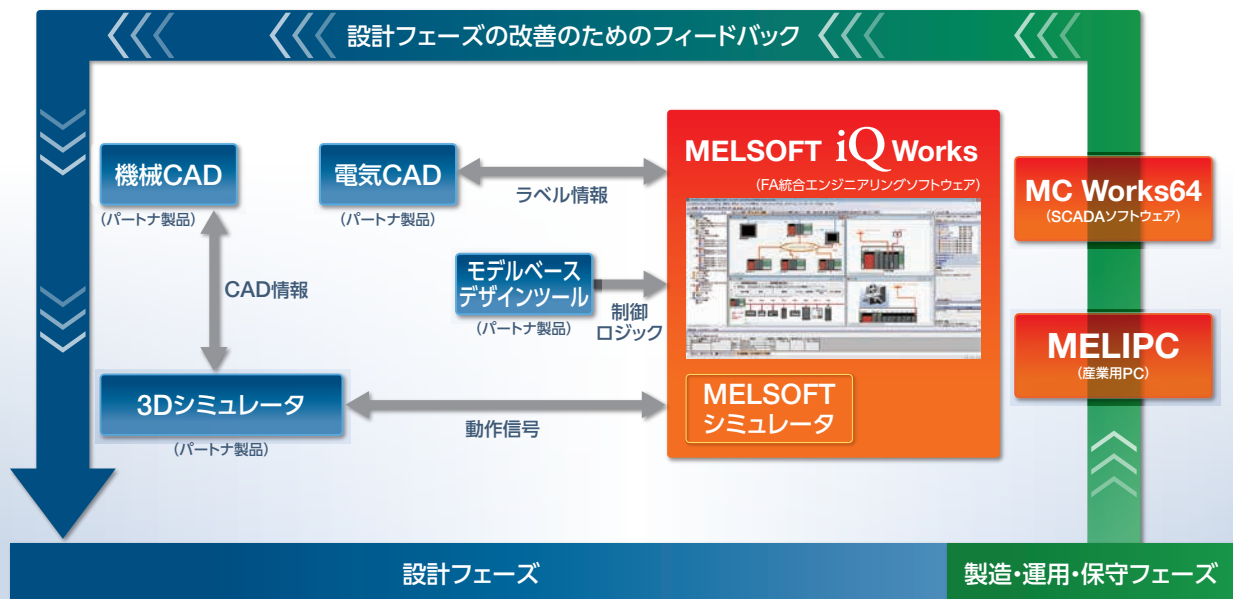 設計フェーズの改善のためのフィードバック
機械CAD
(パートナ製品)
電気CAD
(パートナ製品)
ラベル情報
MELSOFT iQ Works
(FA統合エンジニアリングソフトウェア)
MC Works64
(SCADAソフトウェア)
CAD情報
モデルベース
デザインツール
(パートナ製品)
制御
ロジック
MELIPC
(産業用PC)
3Dシミュレータ
(パートナ製品)
動作信号
MELSOFT
シミュレータ
設計フェーズ
製造・運用・保守フェーズ